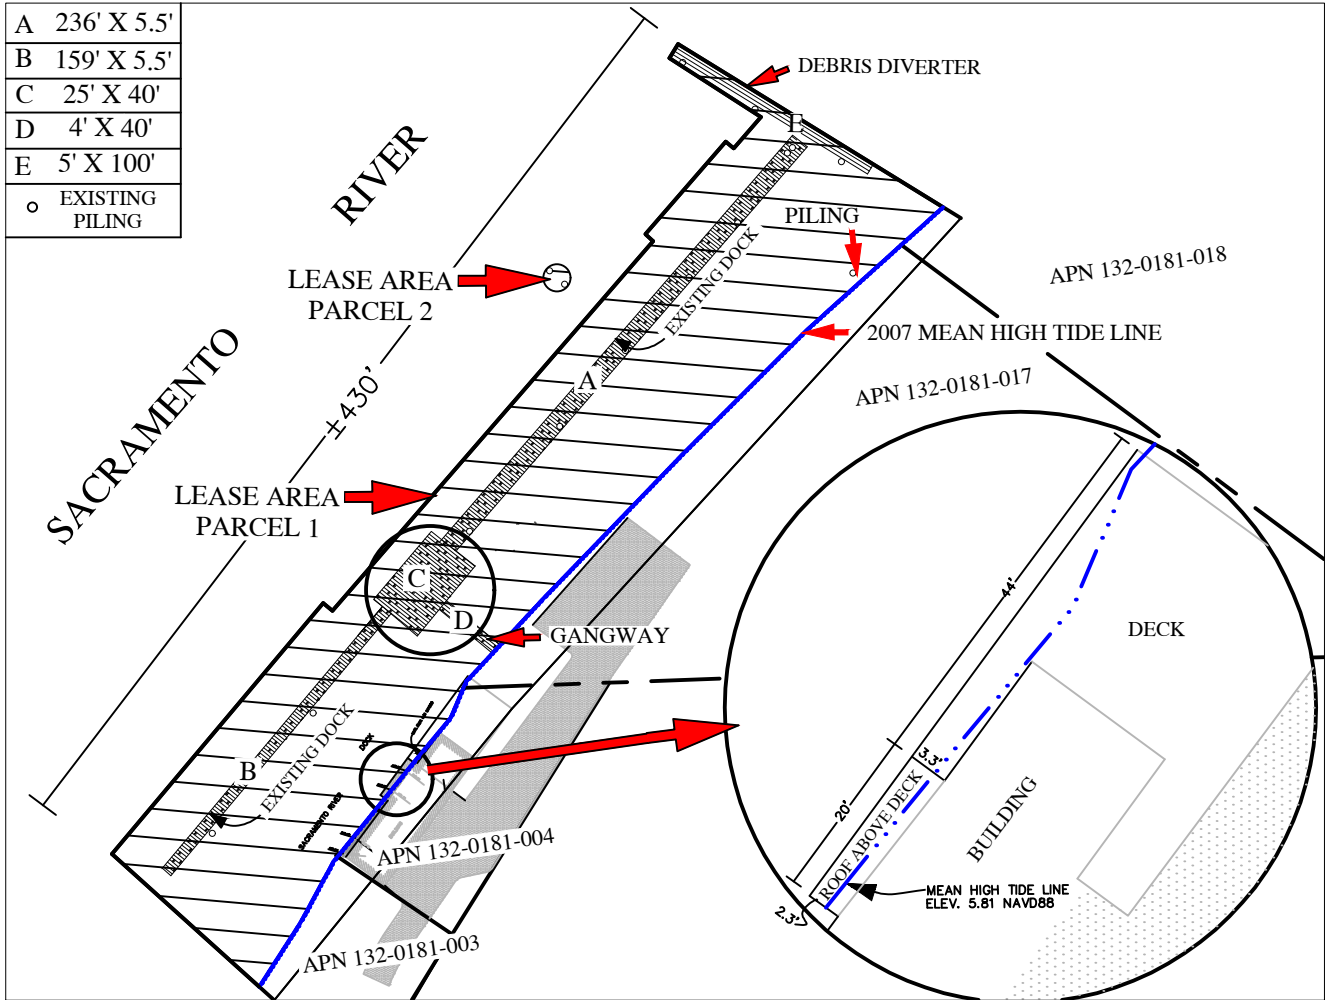 A 236' X 5.5'
B 159' X 5.5'
C 25' X 40'
D 4' X 40'
E 5' X 100'
EXISTING
PILING
DEBRIS DIVERTER
E
RIVER
PILING
APN 132-0181-018
LEASE AREA
PARCEL 2
EXISTING DOCK
2007 MEAN HIGH TIDE LINE
SACRAMENTO
A
APN 132-0181-017
±430'
LEASE AREA
PARCEL 1
C
D
GANGWAY
44'
DECK
DOCK
B
EXISTING DOCK
SACRAMENTO RIVER
3.3'
20'
ROOF ABOVE DECK
BUILDING
APN 132-0181-004
MEAN HIGH TIDE LINE
ELEV. 5.81 NAVD88
2.3'
APN 132-0181-003